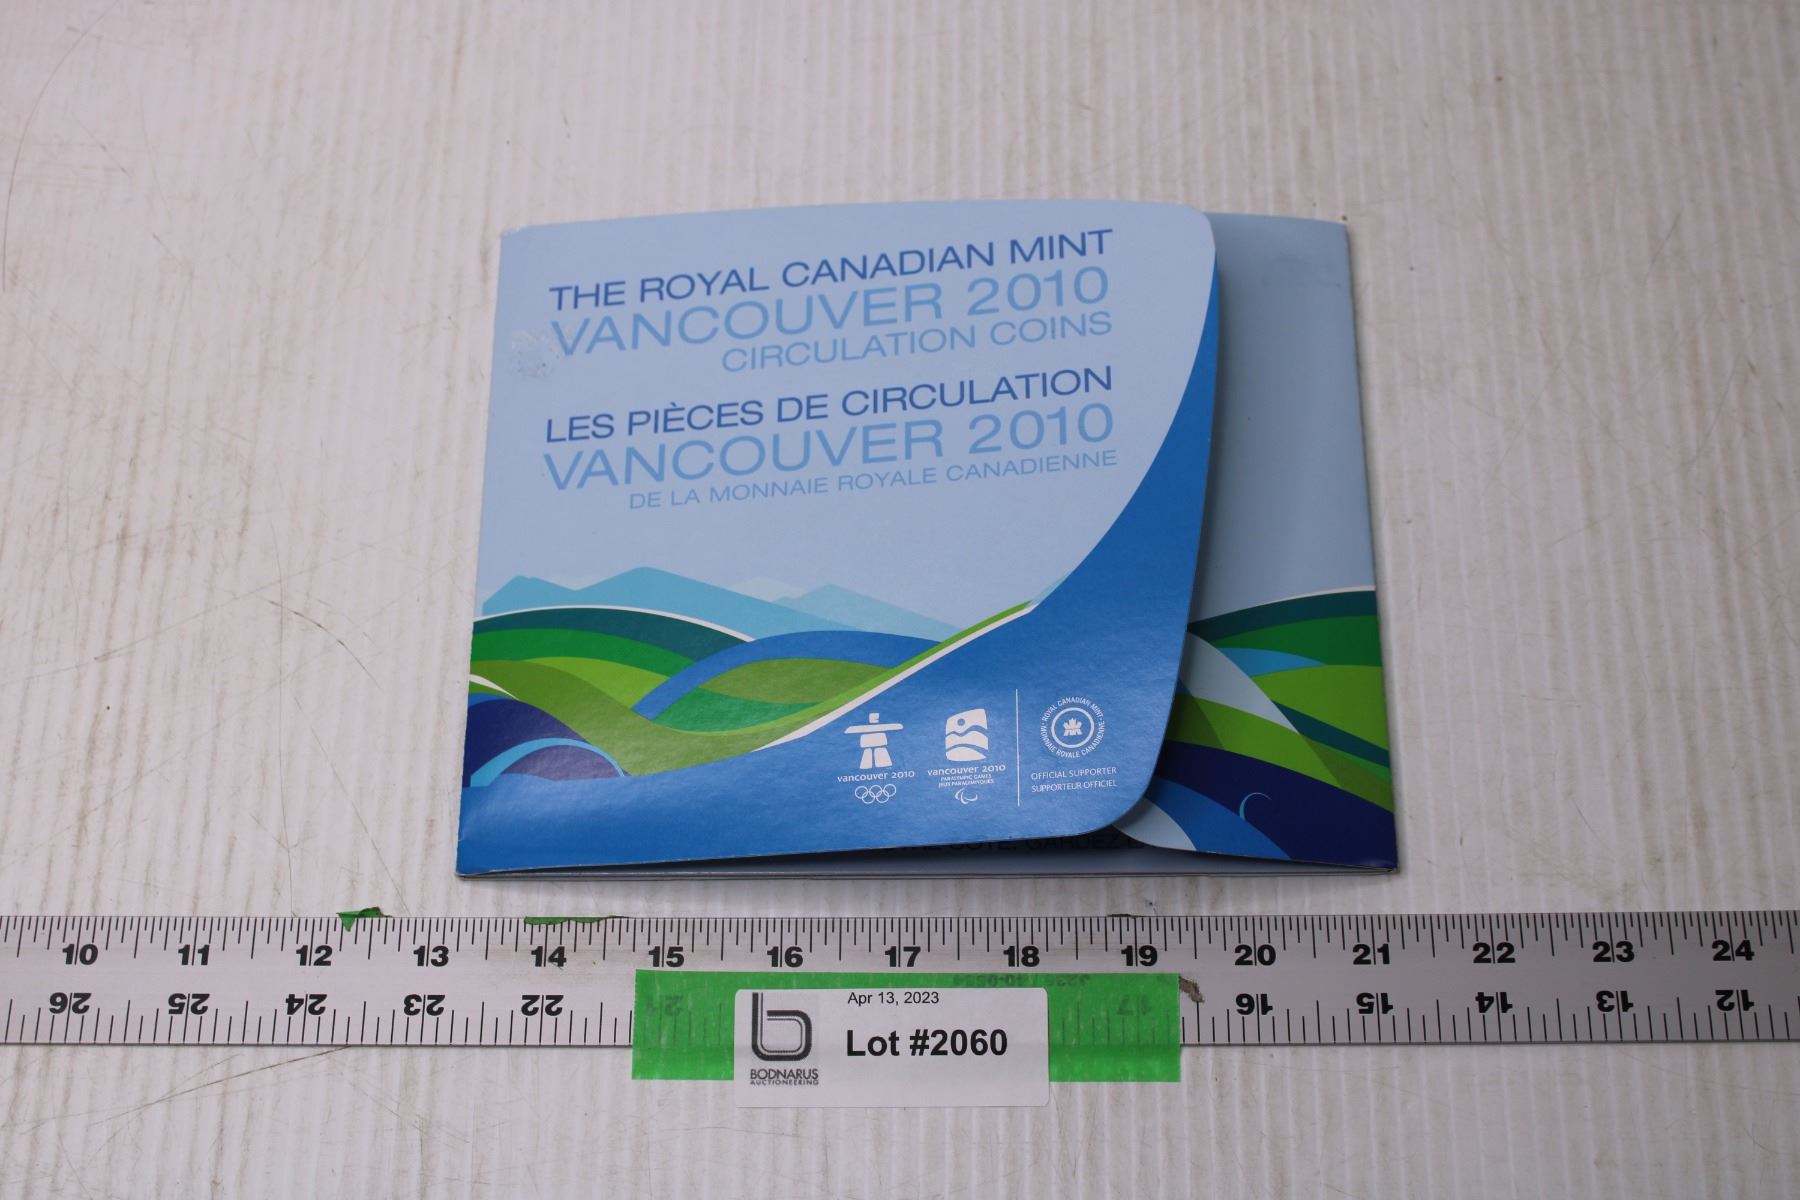 THE ROYAL CANADIAN MINT
VANCOUVER 2010
CIRCULATION COINS
LES PIÈCES DE CIRCULATION
VANCOUVER 2010
DE LA MONNAIE ROYALE CANADIENNE
vancouver 2010
vancouver 2010
PARALYMPIC GAMES
JEUX PARALYMPIQUES
ROYAL CANADIAN MINT
MONNAIE ROYALE CANADIENNE
OFFICIAL SUPPORTER
SUPPORTEUR OFFICIEL
GARDEZ
10 11 12 13 14 15 16 17 18 19 20 21 22 23 24
26 25 24 23 22 21 17 16 15 14 13 12
Apr 13, 2023
Lot #2060
BODNARUS
AUCTIONEERING